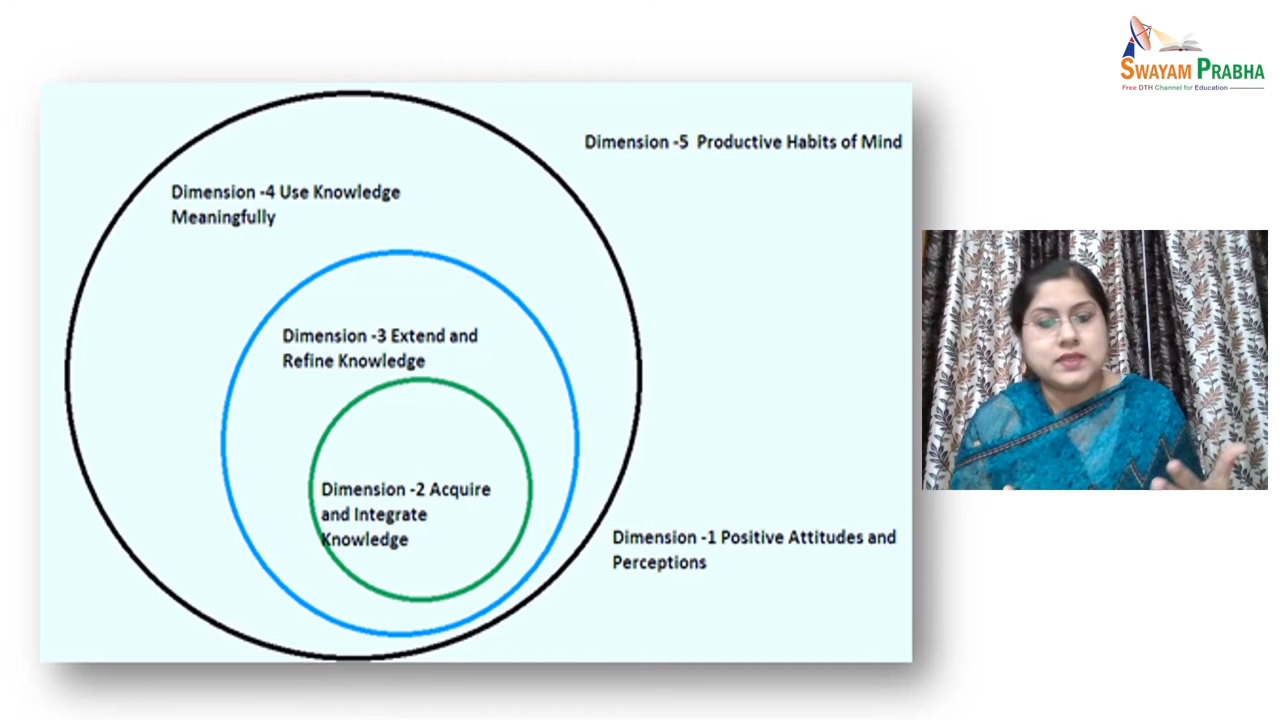 SWAYAM PRABHA
Free DTH Channel for Education
Dimension -5 Productive Habits of Mind
Dimension -4 Use Knowledge
Meaningfully
Dimension -3 Extend and
Refine Knowledge
Dimension -2 Acquire
and Integrate
Knowledge
Dimension -1 Positive Attitudes and
Perceptions